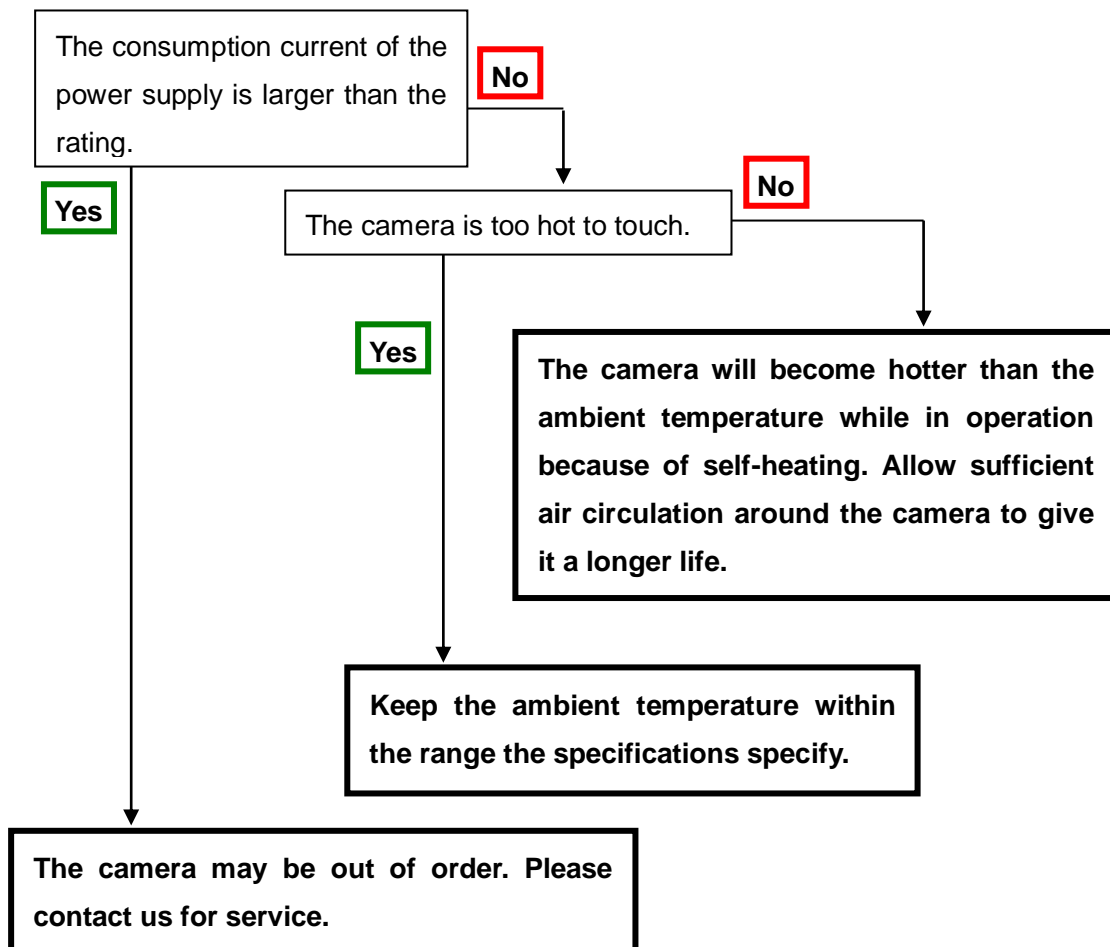 The consumption current of the
power supply is larger than the
rating.
No
Yes
The camera is too hot to touch.
No
Yes
The camera will become hotter than the
ambient temperature while in operation
because of self-heating. Allow sufficient
air circulation around the camera to give
it a longer life.
Keep the ambient temperature within
the range the specifications specify.
The camera may be out of order. Please
contact us for service.